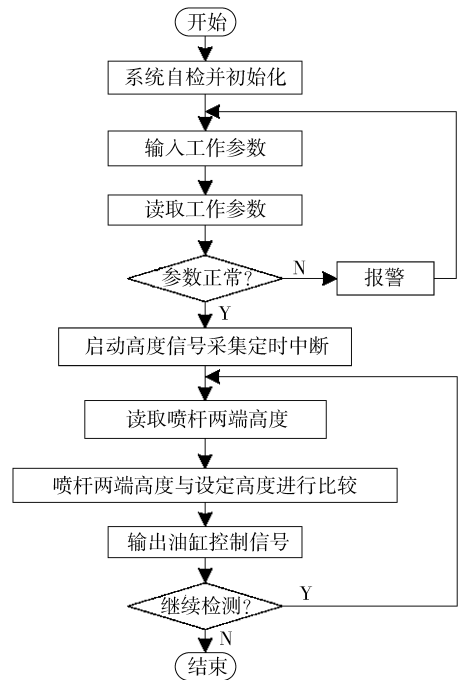 开始
系统自检并初始化
输入工作参数
读取工作参数
参数正常?
N
报警
Y
启动高度信号采集定时中断
读取喷杆两端高度
喷杆两端高度与设定高度进行比较
输出油缸控制信号
继续检测?
Y
N
结束